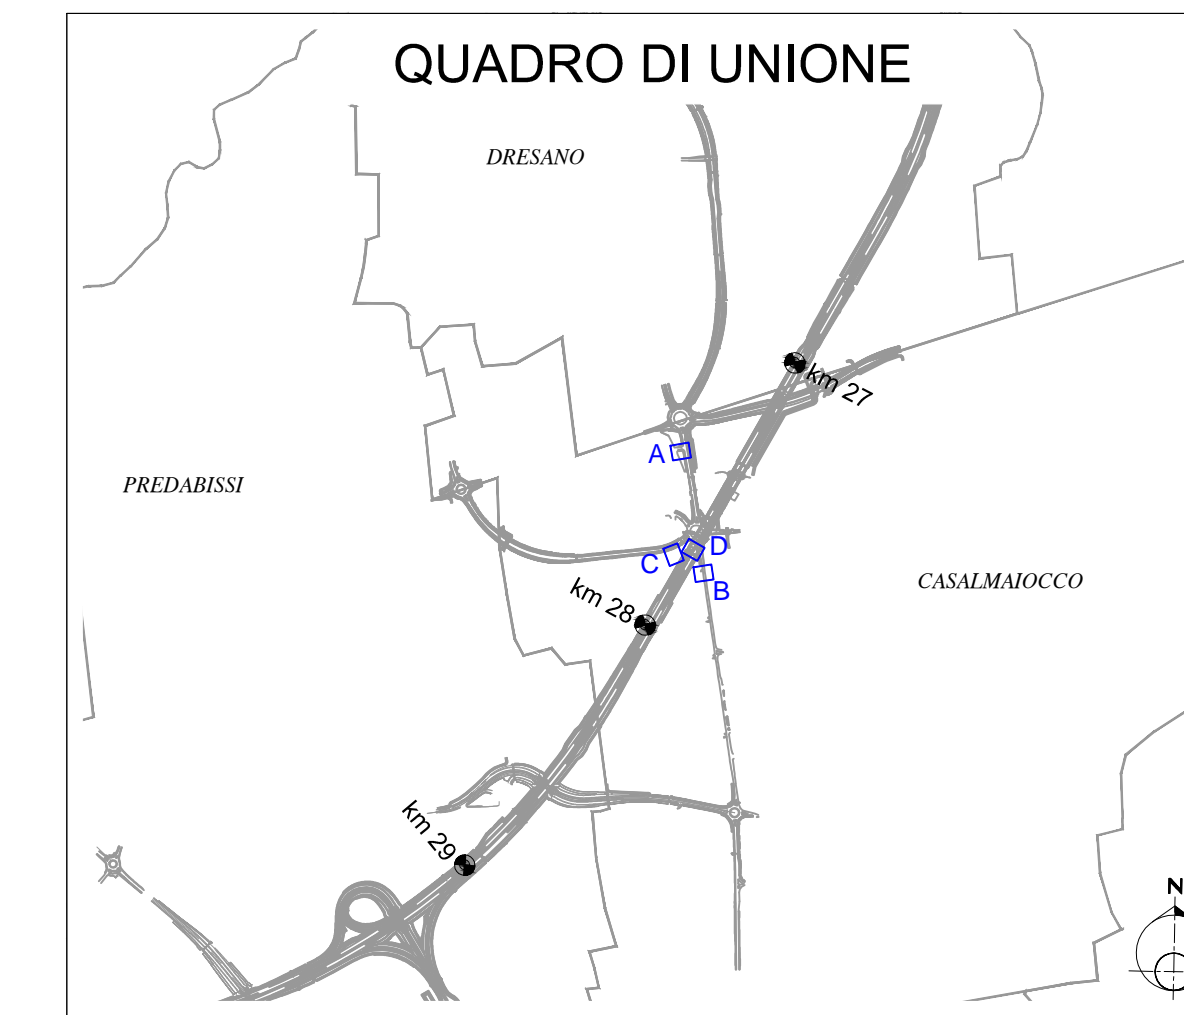 QUADRO DI UNIONE
DRESANO
km 27
A
PREDABISSI
D
C
B
CASALMAIOCCO
km 28
km 29
N